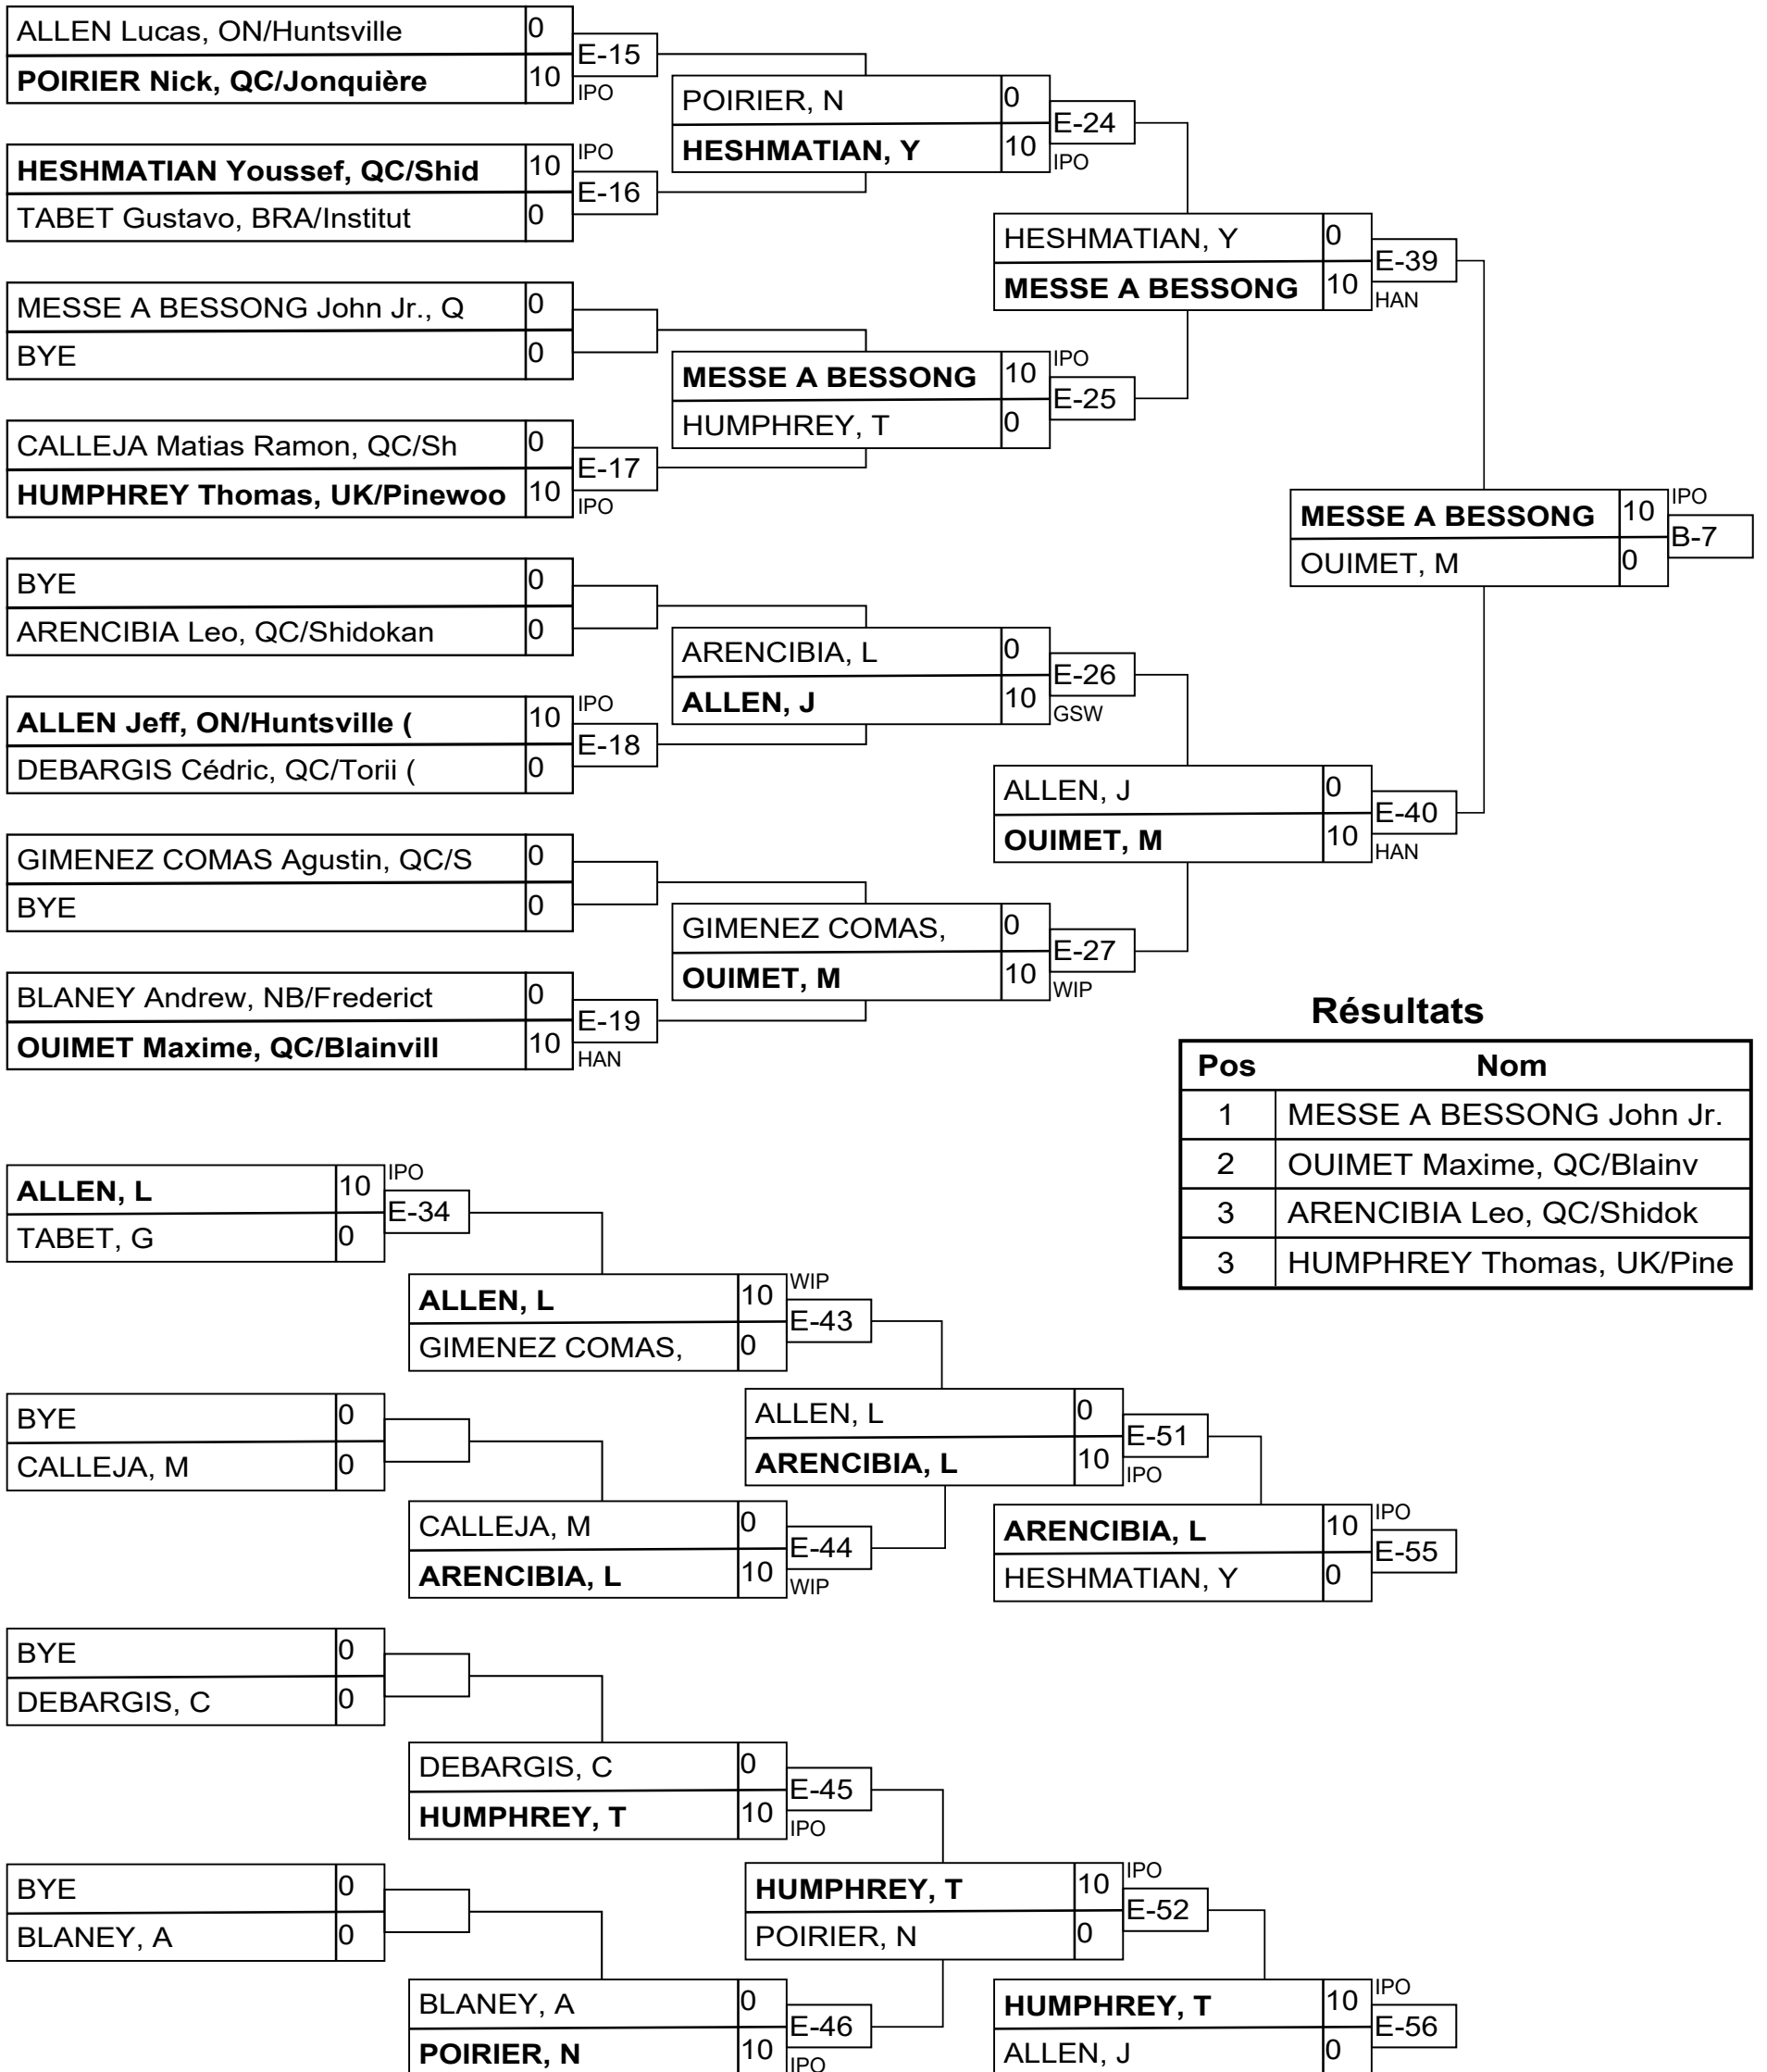 ALLEN Lucas, ON/Huntsville 0
E-15
POIRIER Nick, QC/Jonquière 10
IPO
HESHMATIAN Youssef, QC/Shid 10
IPO
E-16
TABET Gustavo, BRA/Institut 0
MESSE A BESSONG John Jr., Q 0
BYE 0
CALLEJA Matias Ramon, QC/Sh 0
E-17
HUMPHREY Thomas, UK/Pinewoo 10
IPO
BYE 0
ARENCIBIA Leo, QC/Shidokan 0
ALLEN Jeff, ON/Huntsville ( 10
IPO
E-18
DEBARGIS Cédric, QC/Torii ( 0
GIMENEZ COMAS Agustin, QC/S 0
BYE 0
BLANEY Andrew, NB/Frederict 0
E-19
OUIMET Maxime, QC/Blainvill 10
HAN
POIRIER, N 0
E-24
HESHMATIAN, Y 10
IPO
MESSE A BESSONG 10
IPO
E-25
HUMPHREY, T 0
ARENCIBIA, L 0
E-26
ALLEN, J 10
GSW
GIMENEZ COMAS, 0
E-27
OUIMET, M 10
WIP
HESHMATIAN, Y 0
E-39
MESSE A BESSONG 10
HAN
ALLEN, J 0
E-40
OUIMET, M 10
HAN
MESSE A BESSONG 10
IPO
B-7
OUIMET, M 0
Résultats
Pos Nom
1 MESSE A BESSONG John Jr.
2 OUIMET Maxime, QC/Blainv
3 ARENCIBIA Leo, QC/Shidok
3 HUMPHREY Thomas, UK/Pine
ALLEN, L 10
IPO
E-34
TABET, G 0
BYE 0
CALLEJA, M 0
BYE 0
DEBARGIS, C 0
BYE 0
BLANEY, A 0
ALLEN, L 10
WIP
E-43
GIMENEZ COMAS, 0
CALLEJA, M 0
E-44
ARENCIBIA, L 10
WIP
DEBARGIS, C 0
E-45
HUMPHREY, T 10
IPO
BLANEY, A 0
E-46
POIRIER, N 10
IPO
ALLEN, L 0
E-51
ARENCIBIA, L 10
IPO
HUMPHREY, T 10
IPO
E-52
POIRIER, N 0
ARENCIBIA, L 10
IPO
E-55
HESHMATIAN, Y 0
HUMPHREY, T 10
IPO
E-56
ALLEN, J 0